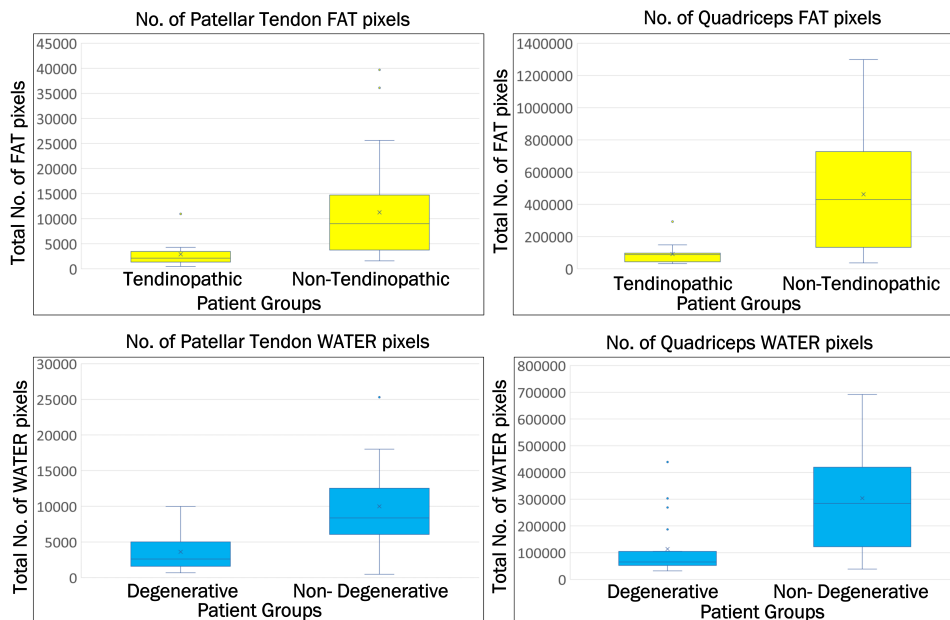 No. of Patellar Tendon FAT pixels
Total No. of FAT pixels
45000
40000
35000
30000
25000
20000
15000
10000
5000
0
Tendinopathic
Non-Tendinopathic
Patient Groups
No. of Quadriceps FAT pixels
Total No. of FAT pixels
1400000
1200000
1000000
800000
600000
400000
200000
0
Tendinopathic
Non-Tendinopathic
Patient Groups
No. of Patellar Tendon WATER pixels
Total No. of WATER pixels
30000
25000
20000
15000
10000
5000
0
Degenerative
Non- Degenerative
Patient Groups
No. of Quadriceps WATER pixels
Total No. of WATER pixels
800000
700000
600000
500000
400000
300000
200000
100000
0
Degenerative
Non- Degenerative
Patient Groups